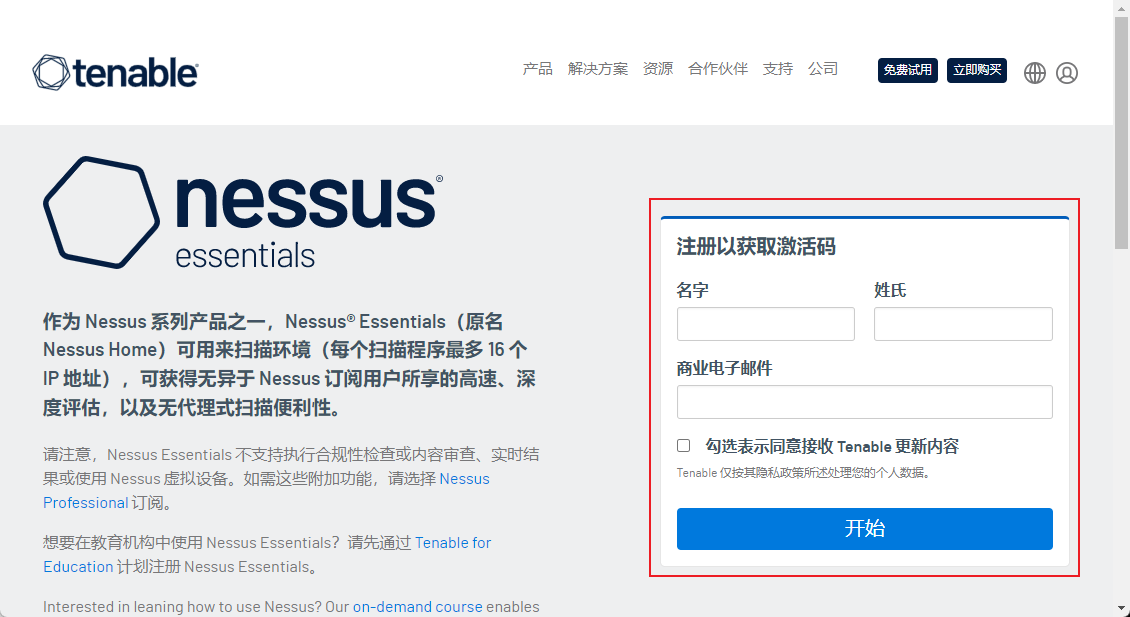 tenable®
产品 解决方案 资源 合作伙伴 支持 公司 免费试用 立即购买
nessus®
essentials
作为 Nessus 系列产品之一，Nessus® Essentials（原名
Nessus Home）可用来扫描环境（每个扫描程序最多 16 个
IP 地址），可获得无异于 Nessus 订阅用户所享的高速、深
度评估，以及无代理式扫描便利性。
请注意，Nessus Essentials 不支持执行合规性检查或内容审查、实时结
果或使用 Nessus 虚拟设备。如需这些附加功能，请选择 Nessus
Professional 订阅。
想要在教育机构中使用 Nessus Essentials？请先通过 Tenable for
Education 计划注册 Nessus Essentials。
Interested in leaning how to use Nessus? Our on-demand course enables
注册以获取激活码
名字 姓氏
商业电子邮件
勾选表示同意接收 Tenable 更新内容
Tenable 仅按其隐私政策所述处理您的个人数据。
开始